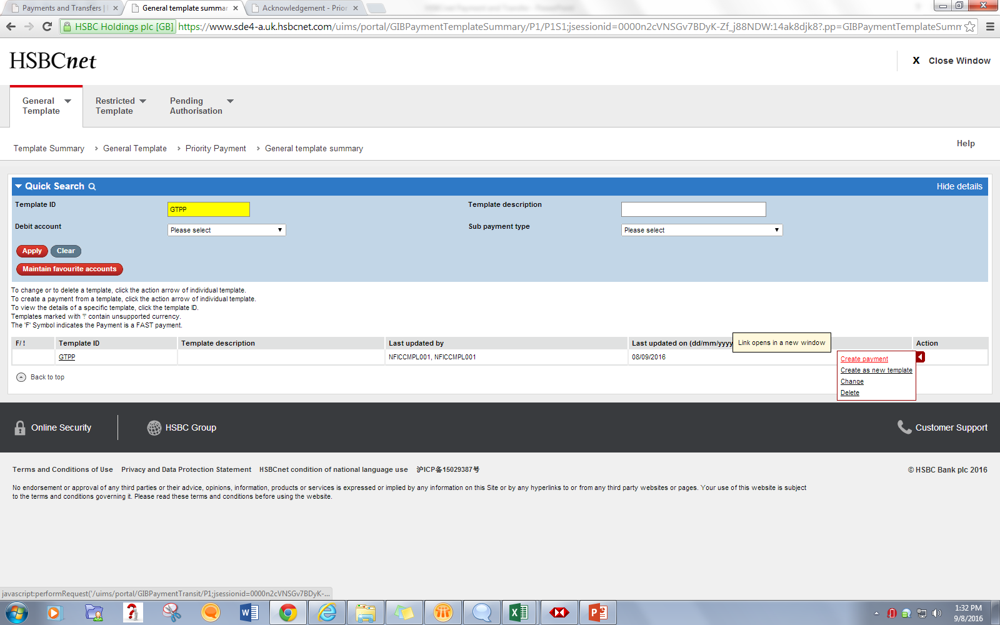 Payments and Transfers |
General template summar
Acknowledgement - Prior
HSBC Holdings plc [GB]
https://www.sde4-a.uk.hsbcnet.com/uims/portal/GIBPaymentTemplateSummary/P1/P1S1;jsessionid=0000n2cVNSGv7BDyK-Zf_j88NDW:14ak8djk8?.pp=GIBPaymentTemplateSumm
HSBCnet
X Close Window
General Template
Restricted Template
Pending Authorisation
Template Summary > General Template > Priority Payment > General template summary
Help
Quick Search
Hide details
Template ID
GTPP
Template description
Debit account
Please select
Sub payment type
Please select
Apply
Clear
Maintain favourite accounts
To change or to delete a template, click the action arrow of individual template.
To create a payment from a template, click the action arrow of individual template.
To view the details of a specific template, click the template ID.
Templates marked with '!' contain unsupported currency.
The 'F' Symbol indicates the Payment is a FAST payment.
F/ ! Template ID Template description Last updated by Last updated on (dd/mm/yyyy Action
Link opens in a new window
GTPP NFICCMPL001, NFICCMPL001 08/09/2016
Create payment
Create as new template
Change
Delete
Back to top
Online Security
HSBC Group
Customer Support
Terms and Conditions of Use Privacy and Data Protection Statement HSBCnet condition of national language use 沪ICP备15029387号
© HSBC Bank plc 2016
No endorsement or approval of any third parties or their advice, opinions, information, products or services is expressed or implied by any information on this Site or by any hyperlinks to or from any third party websites or pages. Your use of this website is subject
to the terms and conditions governing it. Please read these terms and conditions before using the website.
javascript:performRequest('/uims/portal/GIBPaymentTransit/P1;jsessionid=0000n2cVNSGv7BDyK-...
1:32 PM
9/8/2016